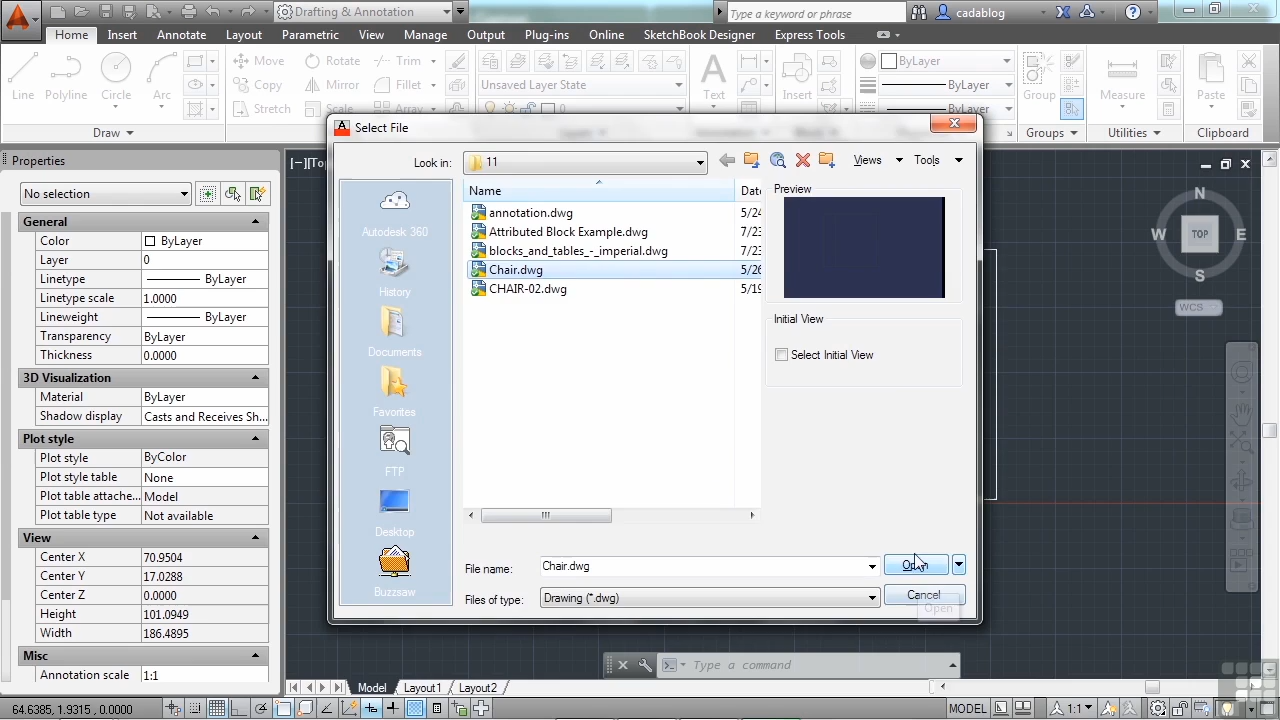 Drafting & Annotation
Type a keyword or phrase
cadablog
Home Insert Annotate Layout Parametric View Manage Output Plug-ins Online SketchBook Designer Express Tools
Line
Polyline
Circle
Arc
Move
Rotate
Trim
Copy
Mirror
Fillet
Stretch
Scale
Array
Unsaved Layer State
0
Text
Insert
ByLayer
ByLayer
ByLayer
Group
Measure
Paste
Draw
Groups
Utilities
Clipboard
Properties
No selection
General
Color ByLayer
Layer 0
Linetype ByLayer
Linetype scale 1.0000
Lineweight ByLayer
Transparency ByLayer
Thickness 0.0000
3D Visualization
Material ByLayer
Shadow display Casts and Receives Sh...
Plot style
Plot style ByColor
Plot style table None
Plot table attache... Model
Plot table type Not available
View
Center X 70.9504
Center Y 17.0288
Center Z 0.0000
Height 101.0949
Width 186.4895
Misc
Annotation scale 1:1
[−][Top
Select File
Look in: 11
Views
Tools
Autodesk 360
History
Documents
Favorites
FTP
Desktop
Buzzsaw
Name Date
annotation.dwg 5/24
Attributed Block Example.dwg 7/23
blocks_and_tables_-_imperial.dwg 7/23
Chair.dwg 5/26
CHAIR-02.dwg 5/19
Preview
Initial View
Select Initial View
File name: Chair.dwg
Open
Files of type: Drawing (*.dwg)
Cancel
Open
N
W TOP E
S
WCS
Type a command
Model Layout1 Layout2
64.6385, 1.9315 , 0.0000
MODEL
1:1